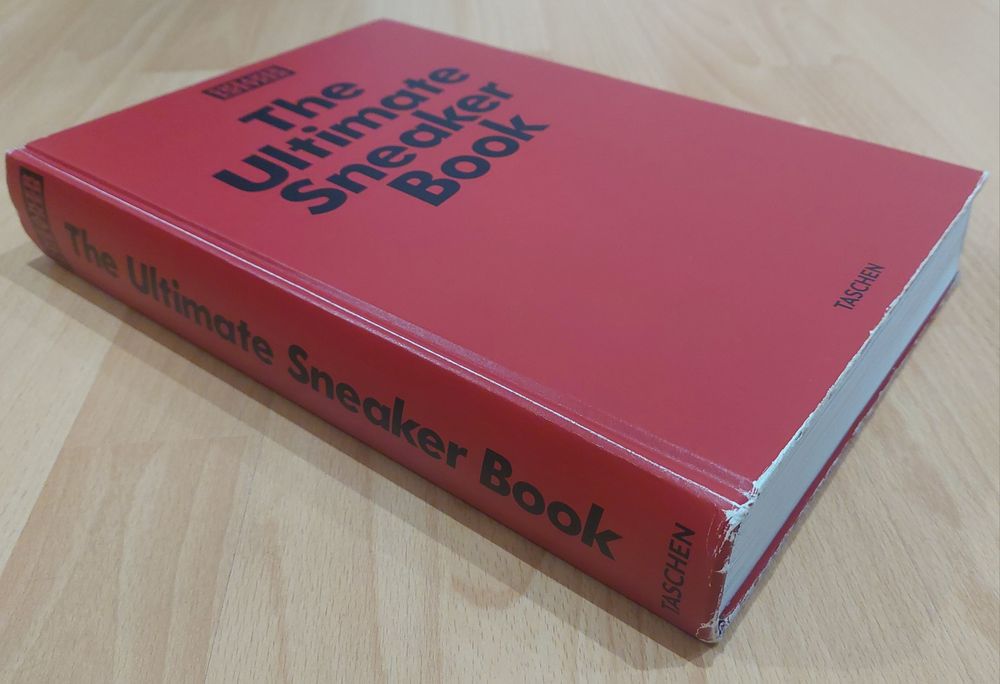 The
Ultimate
Sneaker
Book
TASCHEN
The Ultimate Sneaker Book
TASCHEN